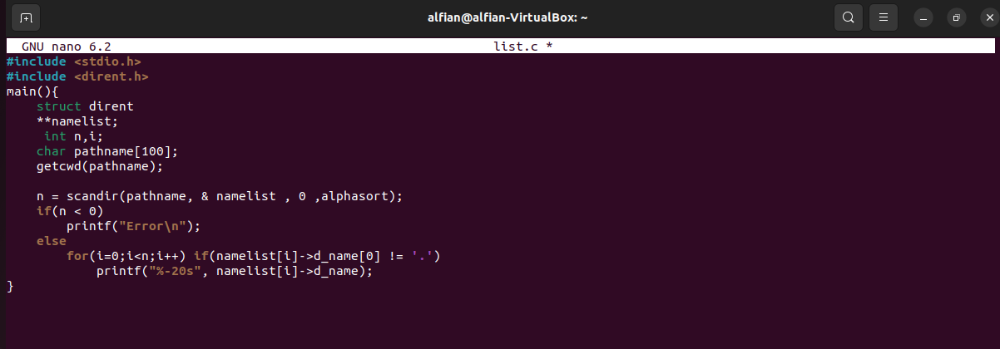 alfian@alfian-VirtualBox: ~
GNU nano 6.2 list.c *
#include <stdio.h>
#include <dirent.h>
main(){
    struct dirent
    **namelist;
     int n,i;
    char pathname[100];
    getcwd(pathname);

    n = scandir(pathname, & namelist , 0 ,alphasort);
    if(n < 0)
        printf("Error\n");
    else
        for(i=0;i<n;i++) if(namelist[i]->d_name[0] != '.')
            printf("%-20s", namelist[i]->d_name);
}